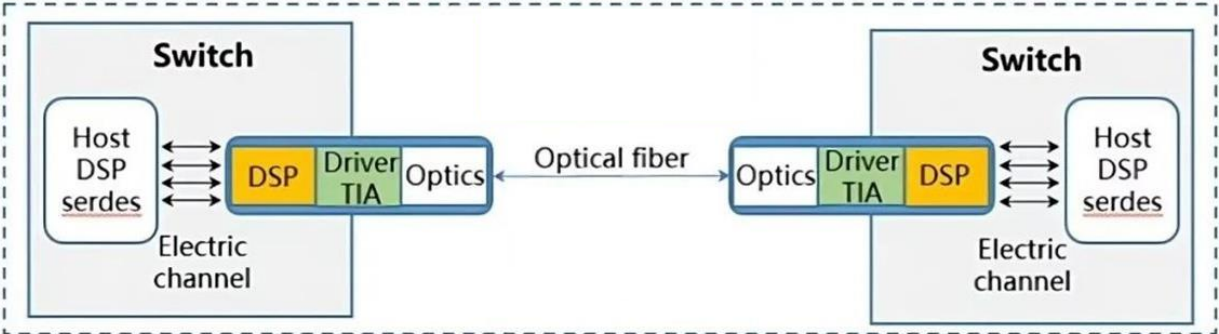 Switch
Host
DSP
serdes
DSP
Driver
TIA
Optics
Electric
channel
Optical fiber
Switch
Optics
Driver
TIA
DSP
Host
DSP
serdes
Electric
channel